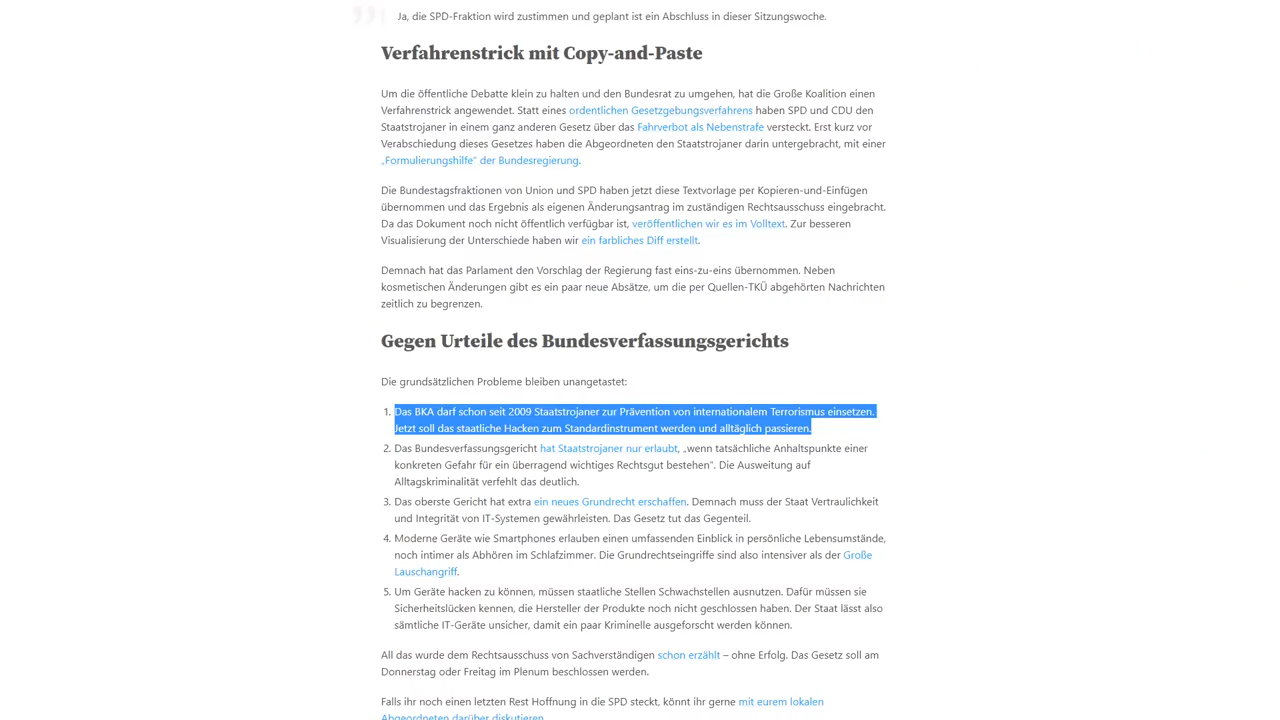 Ja, die SPD-Fraktion wird zustimmen und geplant ist ein Abschluss in dieser Sitzungswoche.
Verfahrenstrick mit Copy-and-Paste
Um die öffentliche Debatte klein zu halten und den Bundesrat zu umgehen, hat die Große Koalition einen
Verfahrenstrick angewendet. Statt eines ordentlichen Gesetzgebungsverfahrens haben SPD und CDU den
Staatstrojaner in einem ganz anderen Gesetz über das Fahrverbot als Nebenstrafe versteckt. Erst kurz vor
Verabschiedung dieses Gesetzes haben die Abgeordneten den Staatstrojaner darin untergebracht, mit einer
„Formulierungshilfe“ der Bundesregierung.
Die Bundestagsfraktionen von Union und SPD haben jetzt diese Textvorlage per Kopieren-und-Einfügen
übernommen und das Ergebnis als eigenen Änderungsantrag im zuständigen Rechtsausschuss eingebracht.
Da das Dokument noch nicht öffentlich verfügbar ist, veröffentlichen wir es im Volltext. Zur besseren
Visualisierung der Unterschiede haben wir ein farbliches Diff erstellt.
Demnach hat das Parlament den Vorschlag der Regierung fast eins-zu-eins übernommen. Neben
kosmetischen Änderungen gibt es ein paar neue Absätze, um die per Quellen-TKÜ abgehörten Nachrichten
zeitlich zu begrenzen.
Gegen Urteile des Bundesverfassungsgerichts
Die grundsätzlichen Probleme bleiben unangetastet:
1. Das BKA darf schon seit 2009 Staatstrojaner zur Prävention von internationalem Terrorismus einsetzen.
Jetzt soll das staatliche Hacken zum Standardinstrument werden und alltäglich passieren.
2. Das Bundesverfassungsgericht hat Staatstrojaner nur erlaubt, „wenn tatsächliche Anhaltspunkte einer
konkreten Gefahr für ein überragend wichtiges Rechtsgut bestehen“. Die Ausweitung auf
Alltagskriminalität verfehlt das deutlich.
3. Das oberste Gericht hat extra ein neues Grundrecht erschaffen. Demnach muss der Staat Vertraulichkeit
und Integrität von IT-Systemen gewährleisten. Das Gesetz tut das Gegenteil.
4. Moderne Geräte wie Smartphones erlauben einen umfassenden Einblick in persönliche Lebensumstände,
noch intimer als Abhören im Schlafzimmer. Die Grundrechtseingriffe sind also intensiver als der Große
Lauschangriff.
5. Um Geräte hacken zu können, müssen staatliche Stellen Schwachstellen ausnutzen. Dafür müssen sie
Sicherheitslücken kennen, die Hersteller der Produkte noch nicht geschlossen haben. Der Staat lässt also
sämtliche IT-Geräte unsicher, damit ein paar Kriminelle ausgeforscht werden können.
All das wurde dem Rechtsausschuss von Sachverständigen schon erzählt – ohne Erfolg. Das Gesetz soll am
Donnerstag oder Freitag im Plenum beschlossen werden.
Falls ihr noch einen letzten Rest Hoffnung in die SPD steckt, könnt ihr gerne mit eurem lokalen
Abgeordneten darüber diskutieren